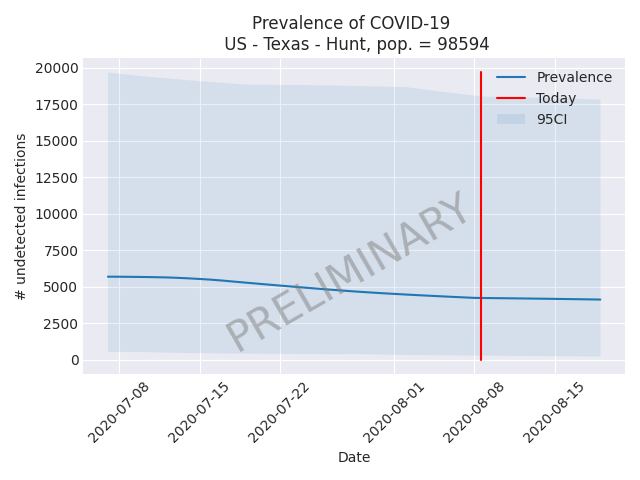 Prevalence of COVID-19
US - Texas - Hunt, pop. = 98594
20000
17500
15000
12500
10000
7500
5000
2500
0
# undetected infections
Prevalence
Today
95CI
PRELIMINARY
2020-07-08
2020-07-15
2020-07-22
2020-08-01
2020-08-08
2020-08-15
Date